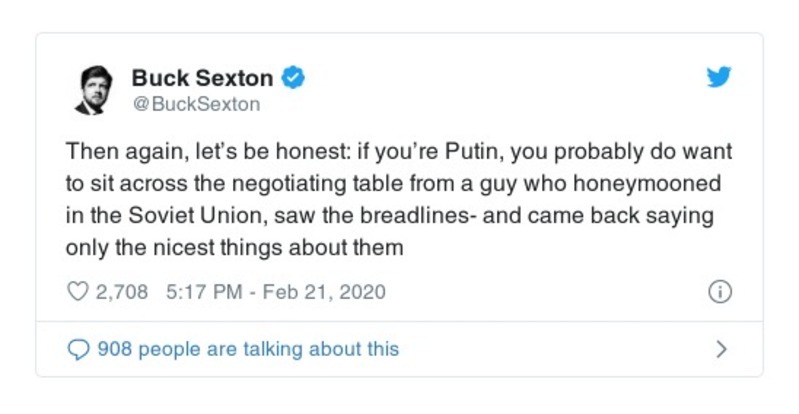 Buck Sexton
@BuckSexton
Then again, let's be honest: if you're Putin, you probably do want
to sit across the negotiating table from a guy who honeymooned
in the Soviet Union, saw the breadlines- and came back saying
only the nicest things about them
2,708 5:17 PM - Feb 21, 2020
908 people are talking about this